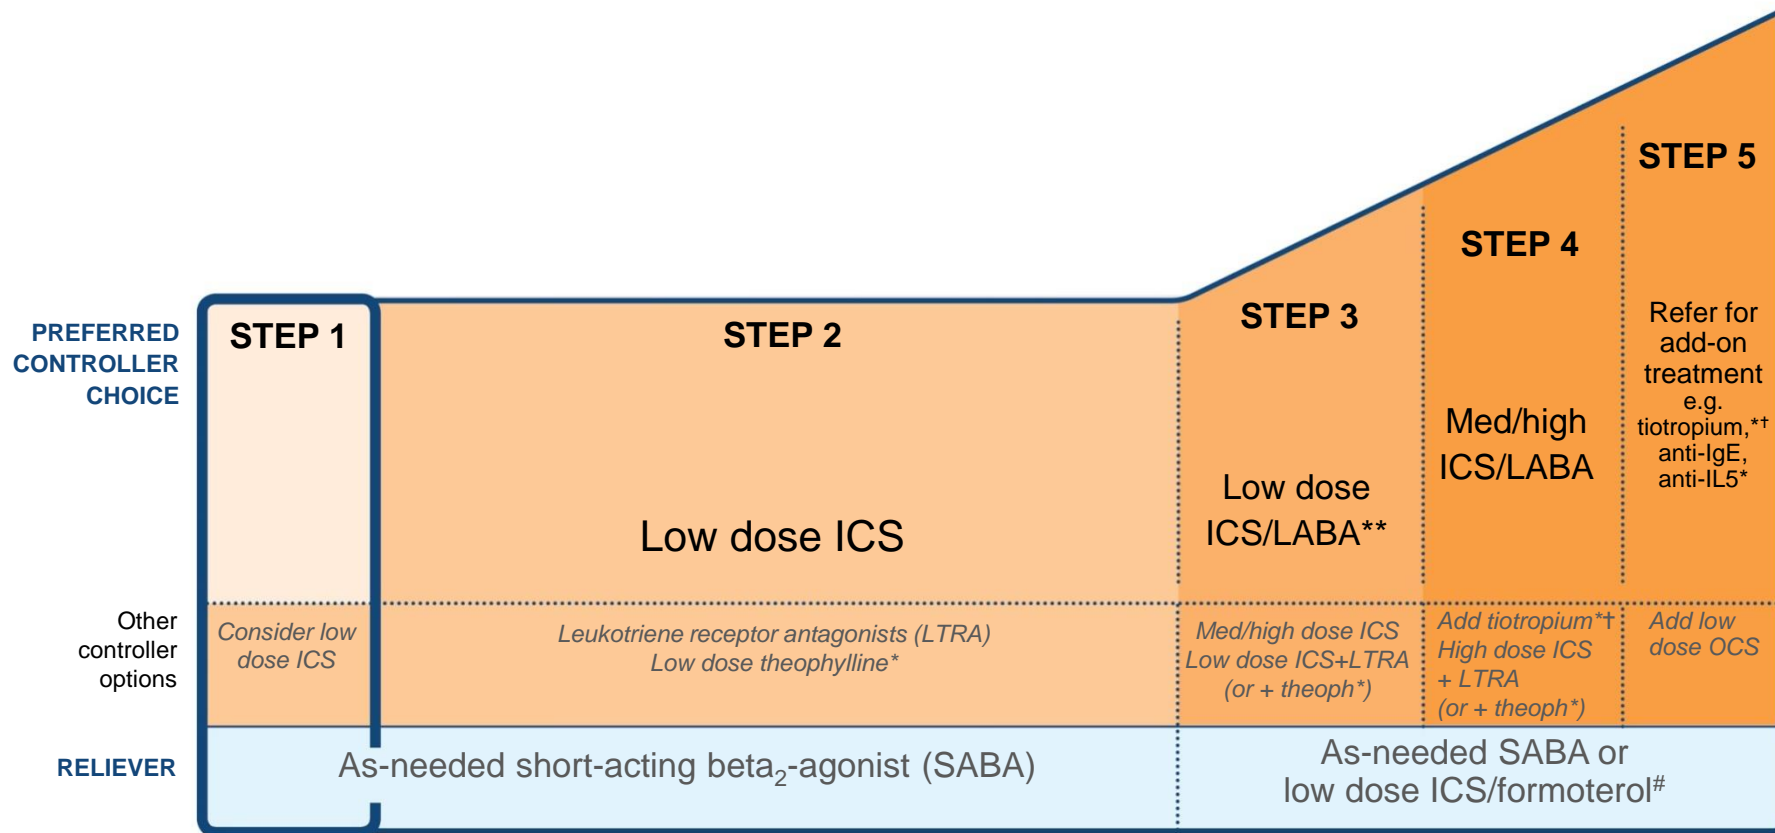 PREFERRED
CONTROLLER
CHOICE
STEP 1
STEP 2
Low dose ICS
STEP 3
Low dose
ICS/LABA**
STEP 4
Med/high
ICS/LABA
STEP 5
Refer for
add-on
treatment
e.g.
tiotropium,*†
anti-IgE,
anti-IL5*
Other
controller
options
Consider low
dose ICS
Leukotriene receptor antagonists (LTRA)
Low dose theophylline*
Med/high dose ICS
Low dose ICS+LTRA
(or + theoph*)
Add tiotropium*†
High dose ICS
+ LTRA
(or + theoph*)
Add low
dose OCS
RELIEVER
As-needed short-acting beta₂-agonist (SABA)
As-needed SABA or
low dose ICS/formoterol#